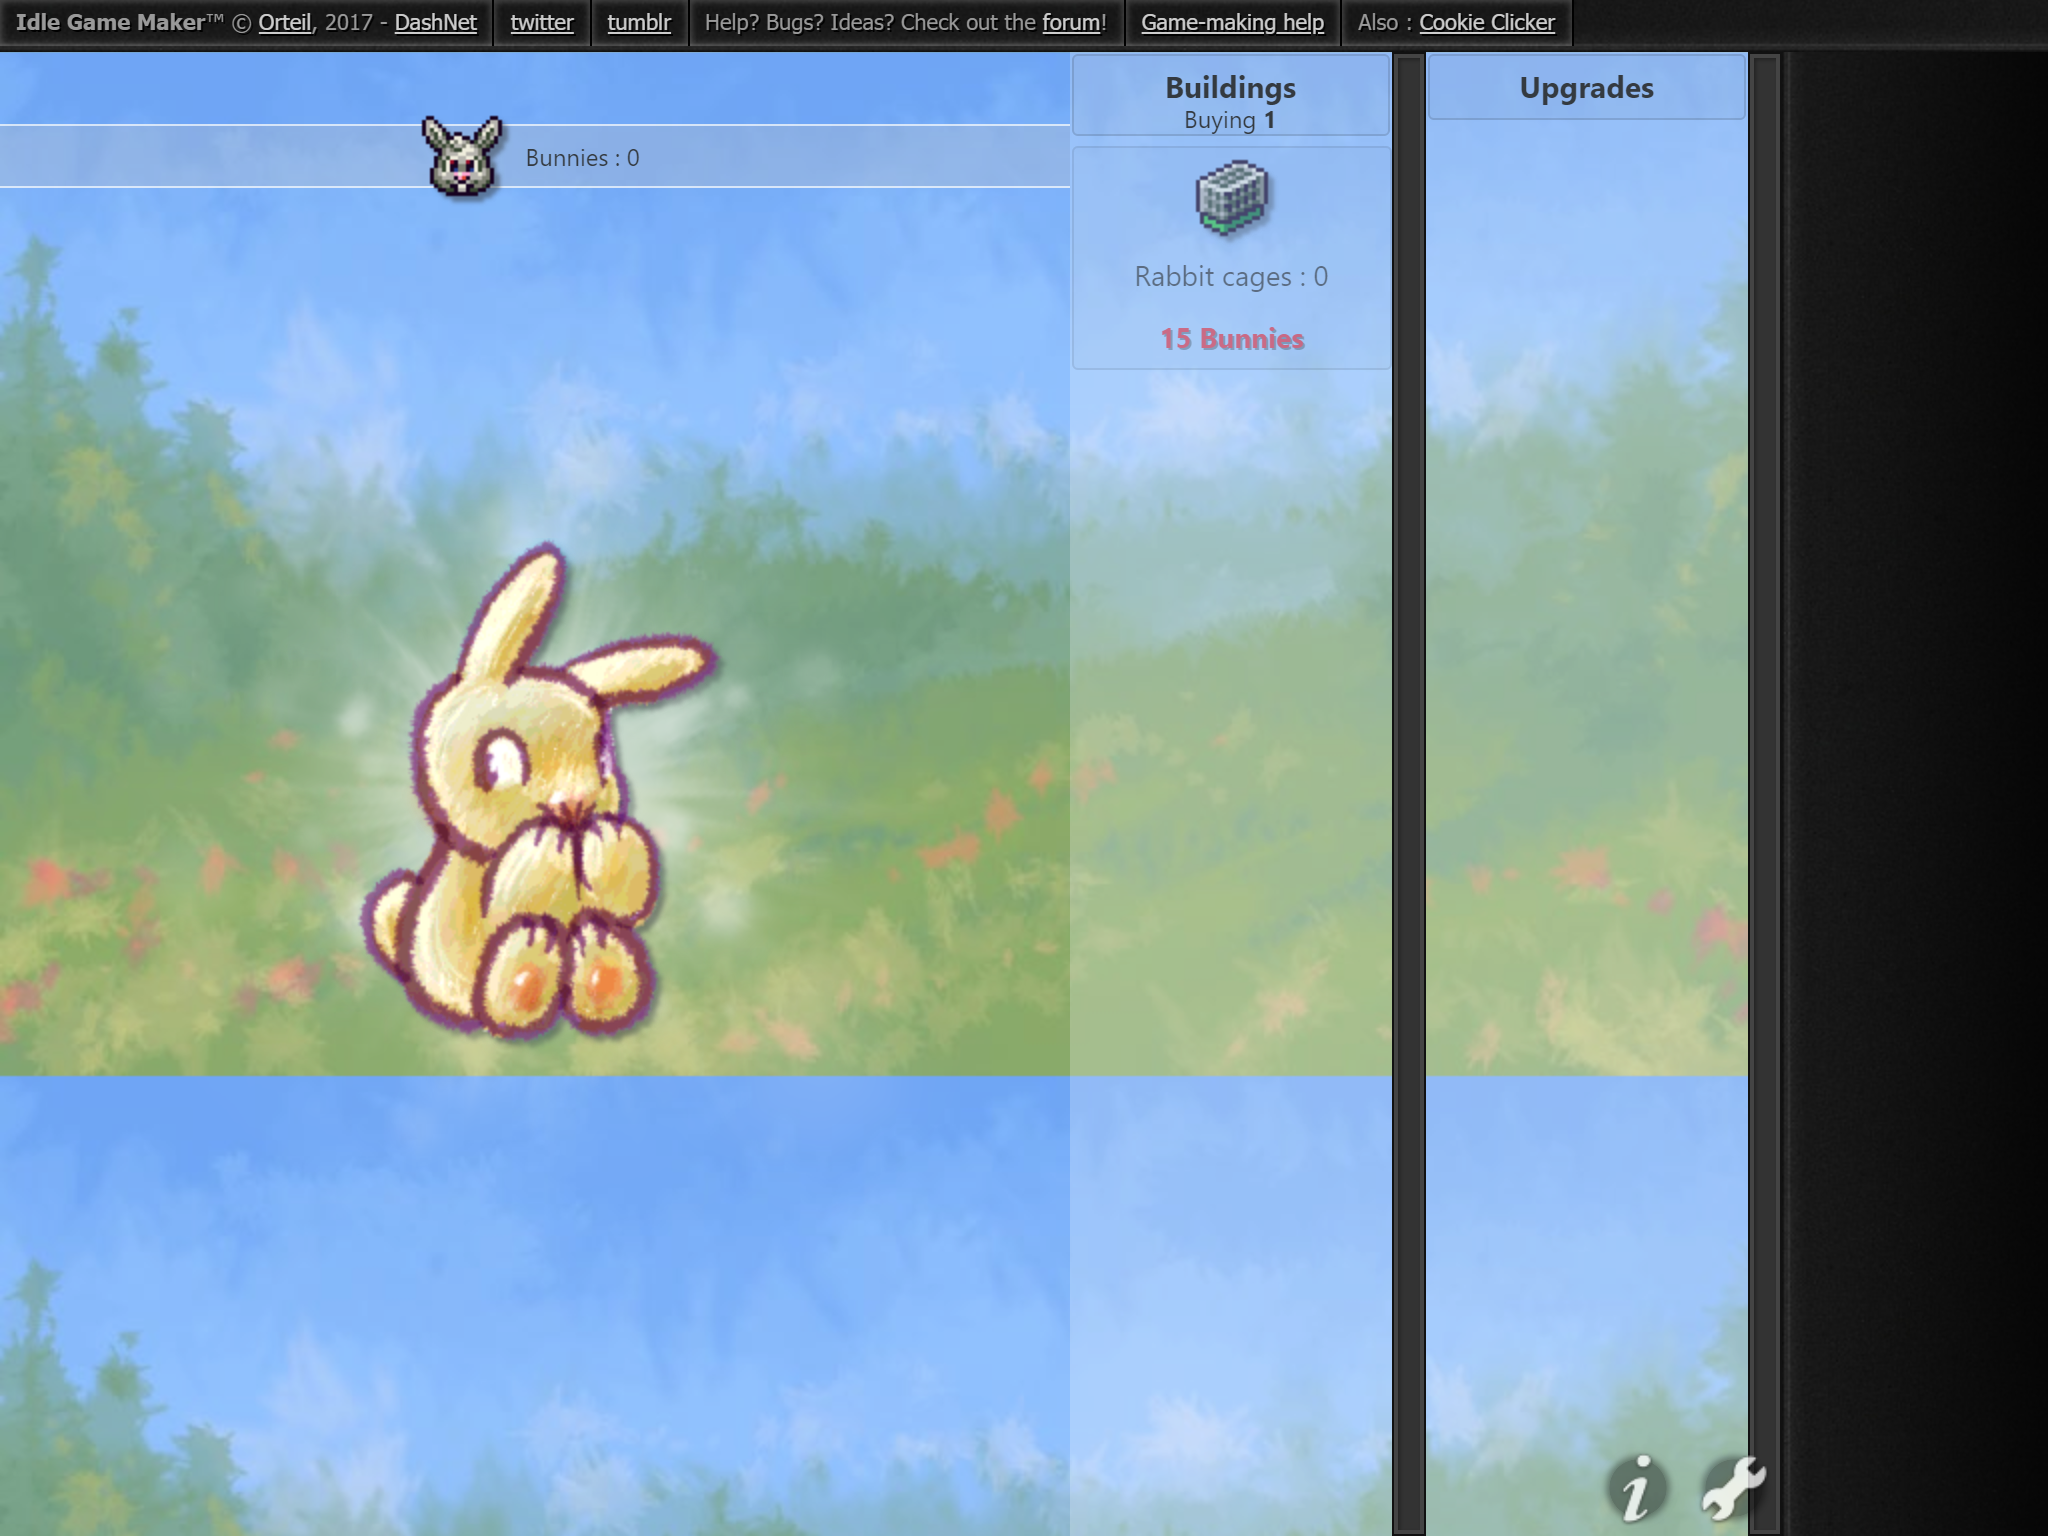 Idle Game Maker™ © Orteil, 2017 - DashNet
twitter
tumblr
Help? Bugs? Ideas? Check out the forum!
Game-making help
Also : Cookie Clicker
Bunnies : 0
Buildings
Buying 1
Rabbit cages : 0
15 Bunnies
Upgrades
i